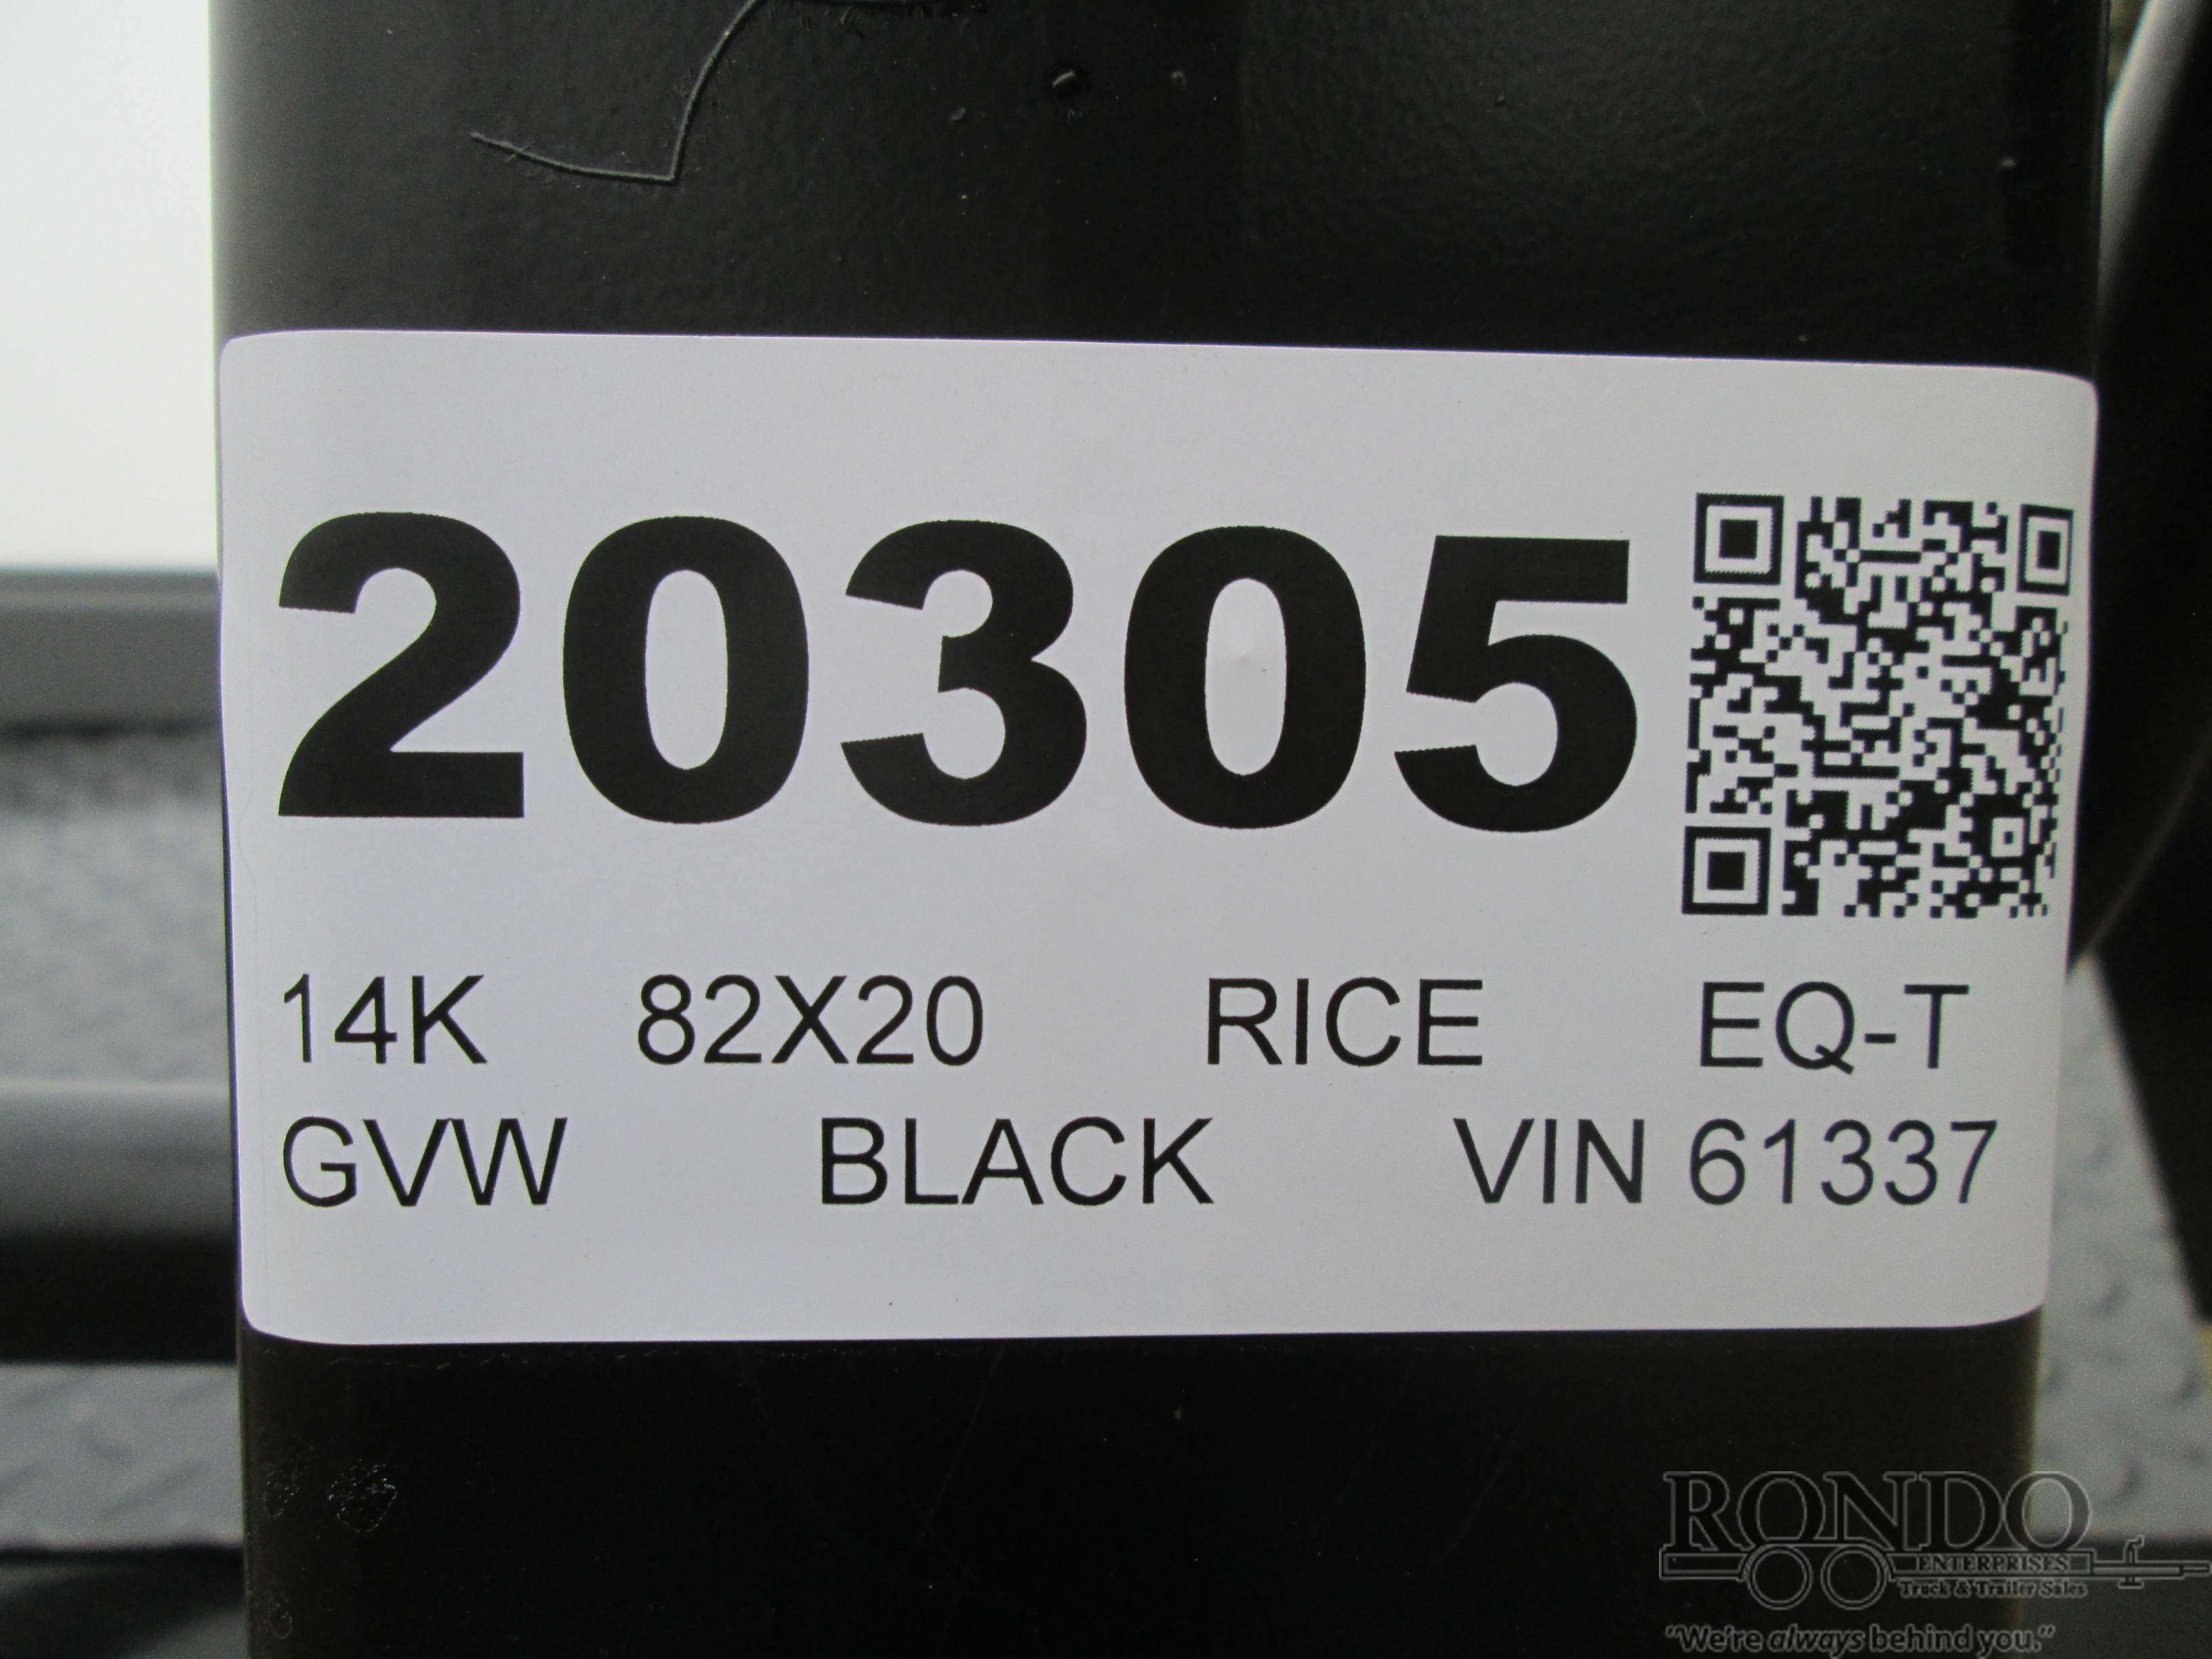 20305
14K 82X20 RICE EQ-T
GVW BLACK VIN 61337
RONDO
ENTERPRISES
Truck & Trailer Sales
"We're always behind you."